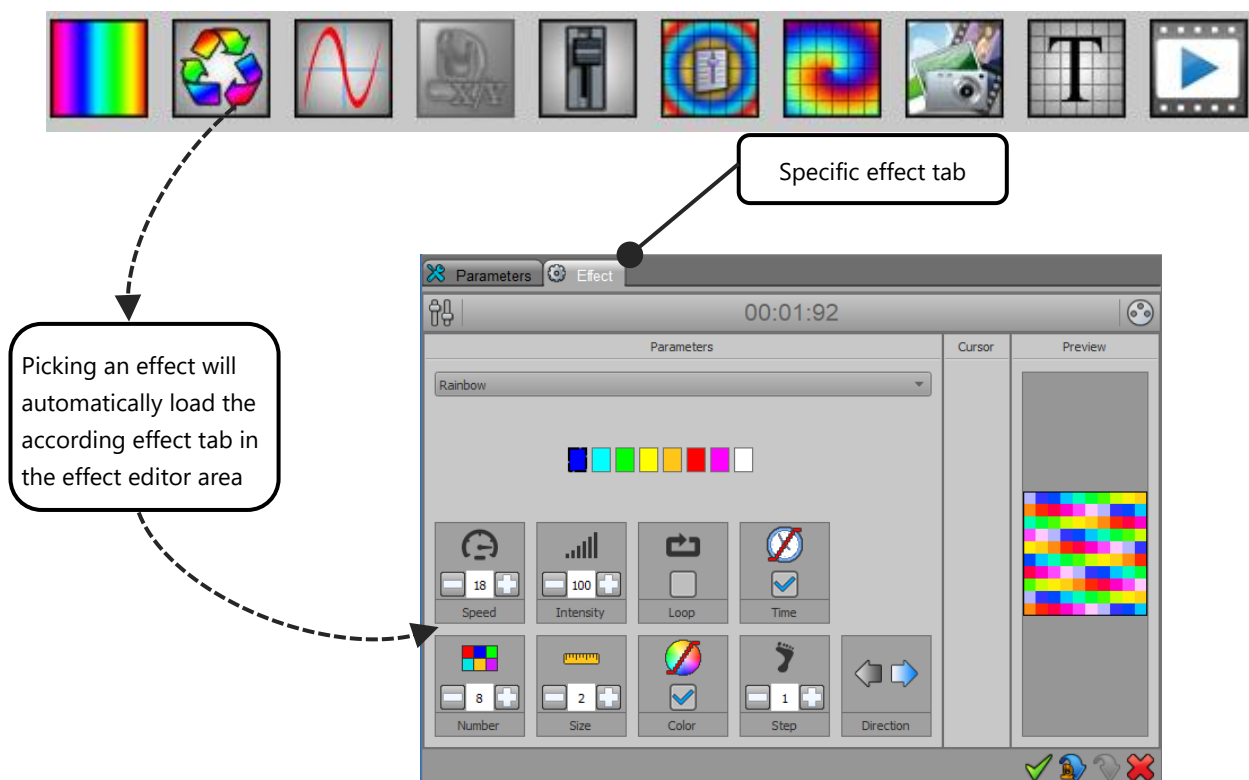 X/Y
T
Specific effect tab
Parameters
Effect
00:01:92
Picking an effect will
automatically load the
according effect tab in
the effect editor area
Parameters
Cursor
Preview
Rainbow
18
100
Speed
Intensity
Loop
Time
8
2
1
Number
Size
Color
Step
Direction